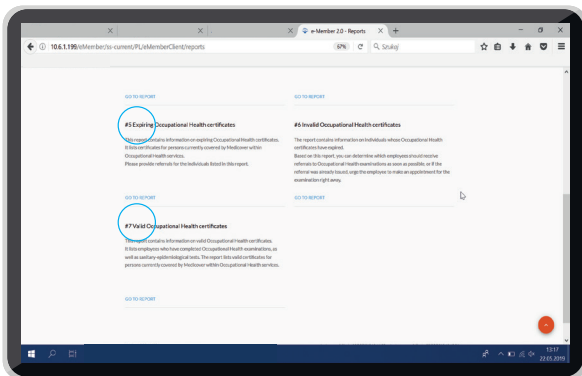 e-Member 2.0 - Reports
10.6.1.199/eMember/ss-current/PL/eMemberClient/reports
67%
Szukaj
GO TO REPORT
GO TO REPORT
#5 Expiring Occupational Health certificates
This report contains information on expiring Occupational Health certificates.
It lists certificates for persons currently covered by Medicover within
Occupational Health services.
Please provide referrals for the individuals listed in this report.
#6 Invalid Occupational Health certificates
The report contains information on individuals whose Occupational Health
certificates have expired.
Based on this report, you can determine which employees should receive
referrals to Occupational Health examinations as soon as possible, or if the
referral was already issued, urge the employee to make an appointment for the
examination right away.
GO TO REPORT
GO TO REPORT
#7 Valid Occupational Health certificates
This report contains information on valid Occupational Health certificates.
It lists employees who have completed Occupational Health examinations, as
well as sanitary-epidemiological tests. The report lists valid certificates for
persons currently covered by Medicover within Occupational Health services.
GO TO REPORT
13:17
22.05.2019